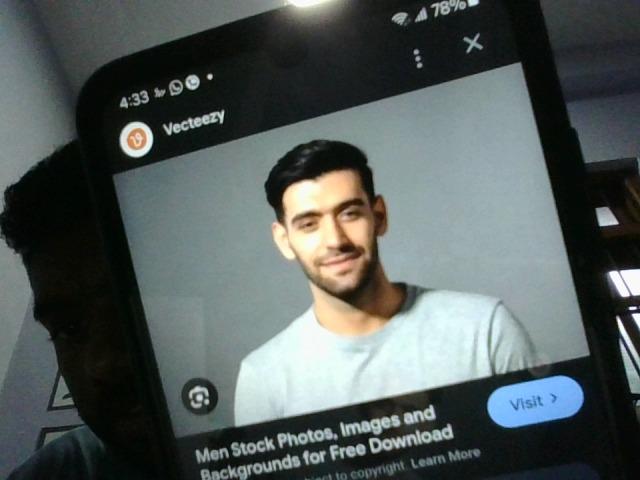 4:33
78%
Vecteezy
Men Stock Photos, Images and
Backgrounds for Free Download
Visit >
subject to copyright. Learn More